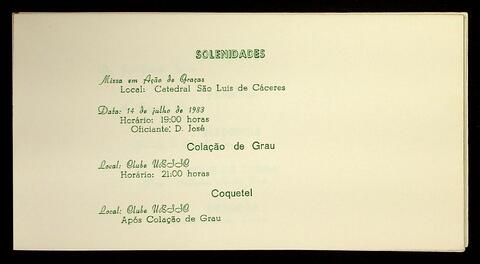 SOLENIDADES
Missa em Ação de Graças
Local: Catedral São Luis de Cáceres
Data: 14 de julho de 1983
Horário: 19:00 horas
Oficiante: D. José
Colação de Grau
Local: Clube
Horário: 21:00 horas
Coquetel
Local: Clube
Após Colação de Grau